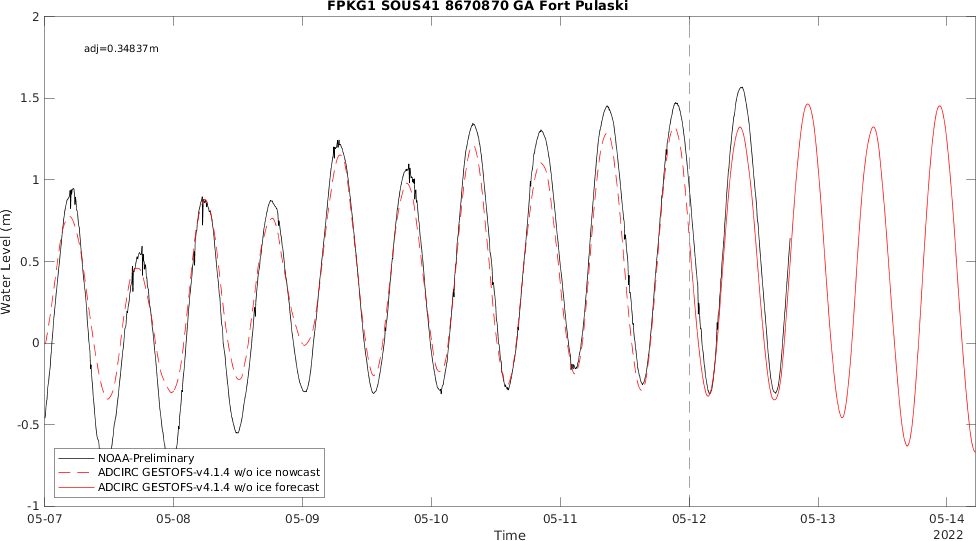 FPKG1 SOUS41 8670870 GA Fort Pulaski
adj=0.34837m
2
1.5
1
0.5
0
-0.5
-1
Water Level (m)
NOAA-Preliminary
ADCIRC GESTOFS-v4.1.4 w/o ice nowcast
ADCIRC GESTOFS-v4.1.4 w/o ice forecast
05-07 05-08 05-09 05-10 05-11 05-12 05-13 05-14
Time
2022